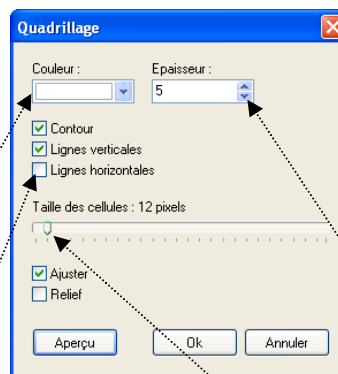 Quadrillage
Couleur : Epaisseur :
5
Contour
Lignes verticales
Lignes horizontales
Taille des cellules : 12 pixels
Ajuster
Relief
Aperçu Ok Annuler